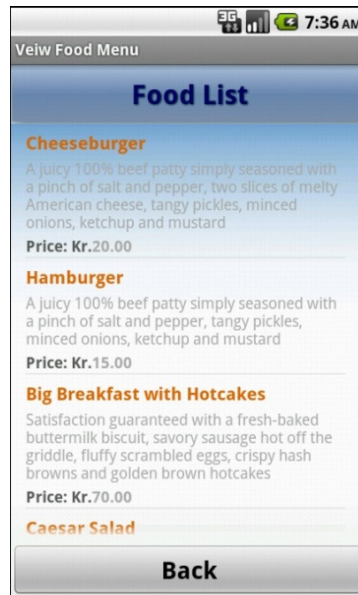 3G 7:36 AM
Veiw Food Menu
Food List
Cheeseburger
A juicy 100% beef patty simply seasoned with
a pinch of salt and pepper, two slices of melty
American cheese, tangy pickles, minced
onions, ketchup and mustard
Price: Kr.20.00
Hamburger
A juicy 100% beef patty simply seasoned with
a pinch of salt and pepper, tangy pickles,
minced onions, ketchup and mustard
Price: Kr.15.00
Big Breakfast with Hotcakes
Satisfaction guaranteed with a fresh-baked
buttermilk biscuit, savory sausage hot off the
griddle, fluffy scrambled eggs, crispy hash
browns and golden brown hotcakes
Price: Kr.70.00
Caesar Salad
Back